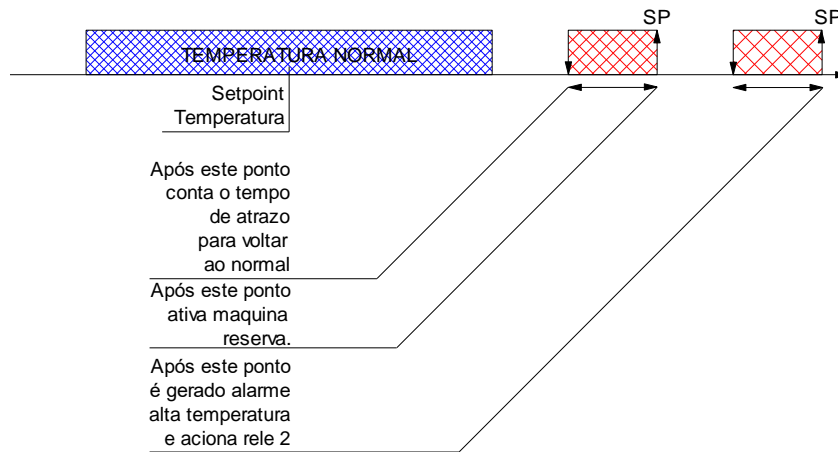 SP
SP
TEMPERATURA NORMAL
Setpoint
Temperatura
Após este ponto
conta o tempo
de atrazo
para voltar
ao normal
Após este ponto
ativa maquina
reserva.
Após este ponto
é gerado alarme
alta temperatura
e aciona rele 2